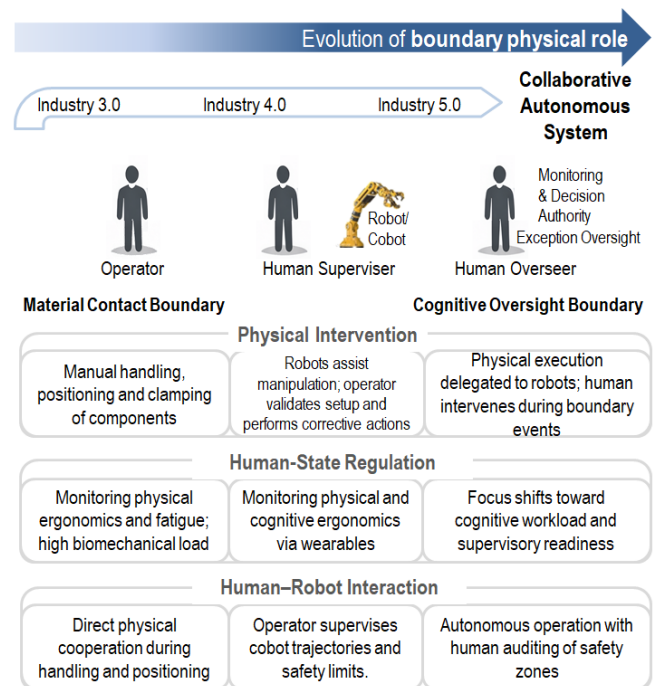 Evolution of boundary physical role
Industry 3.0
Industry 4.0
Industry 5.0
Collaborative
Autonomous
System
Operator
Human Superviser
Robot/
Cobot
Human Overseer
Monitoring
& Decision
Authority
Exception Oversight
Material Contact Boundary
Cognitive Oversight Boundary
Physical Intervention
Manual handling,
positioning and clamping
of components
Robots assist
manipulation; operator
validates setup and
performs corrective actions
Physical execution
delegated to robots; human
intervenes during boundary
events
Human-State Regulation
Monitoring physical
ergonomics and fatigue;
high biomechanical load
Monitoring physical and
cognitive ergonomics
via wearables
Focus shifts toward
cognitive workload and
supervisory readiness
Human–Robot Interaction
Direct physical
cooperation during
handling and positioning
Operator supervises
cobot trajectories and
safety limits.
Autonomous operation with
human auditing of safety
zones